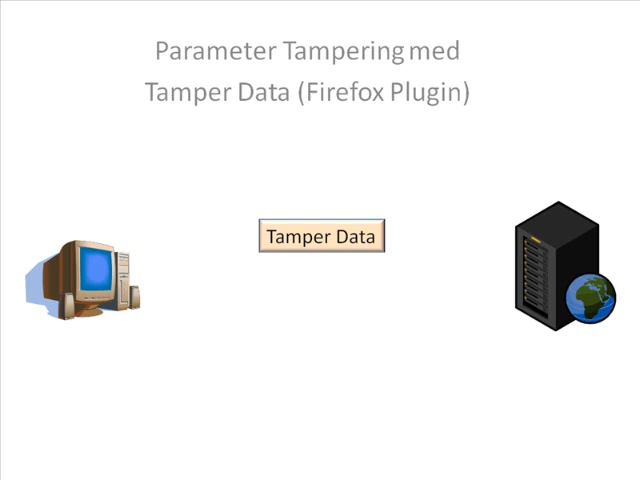 Parameter Tampering med
Tamper Data (Firefox Plugin)
Tamper Data